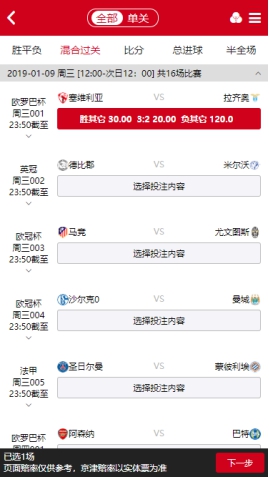 全部 单关
胜平负 混合过关 比分 总进球 半全场
2019-01-09 周三 [12:00-次日12：00] 共16场比赛
欧罗巴杯
周三001
23:50截至
塞维利亚 VS 拉齐奥
胜其它 30.00 3:2 20.00 负其它 120.0
英冠
周三002
23:50截至
德比郡 VS 米尔沃
选择投注内容
欧冠杯
周三003
23:50截至
马竞 VS 尤文图斯
选择投注内容
欧冠杯
周三004
23:50截至
沙尔克0 VS 曼城
选择投注内容
法甲
周三005
23:50截至
圣日尔曼 VS 蒙彼利埃
选择投注内容
欧罗巴杯
阿森纳 VS 巴特
已选1场
页面赔率仅供参考，京津赔率以实体票为准
下一步